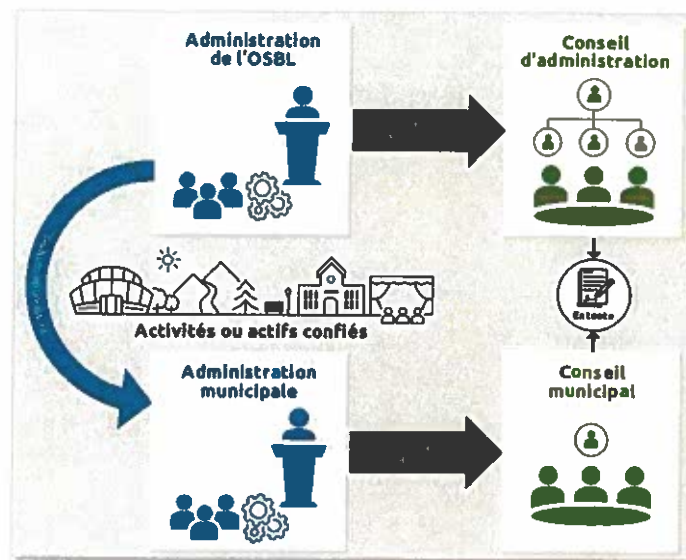 Administration
de l'OSBL
Conseil
d'administration
Activités ou actifs confiés
Entente
Administration
municipale
Conseil
municipal